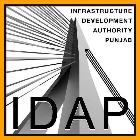 INFRASTRUCTURE
DEVELOPMENT
AUTHORITY
PUNJAB
IDAP